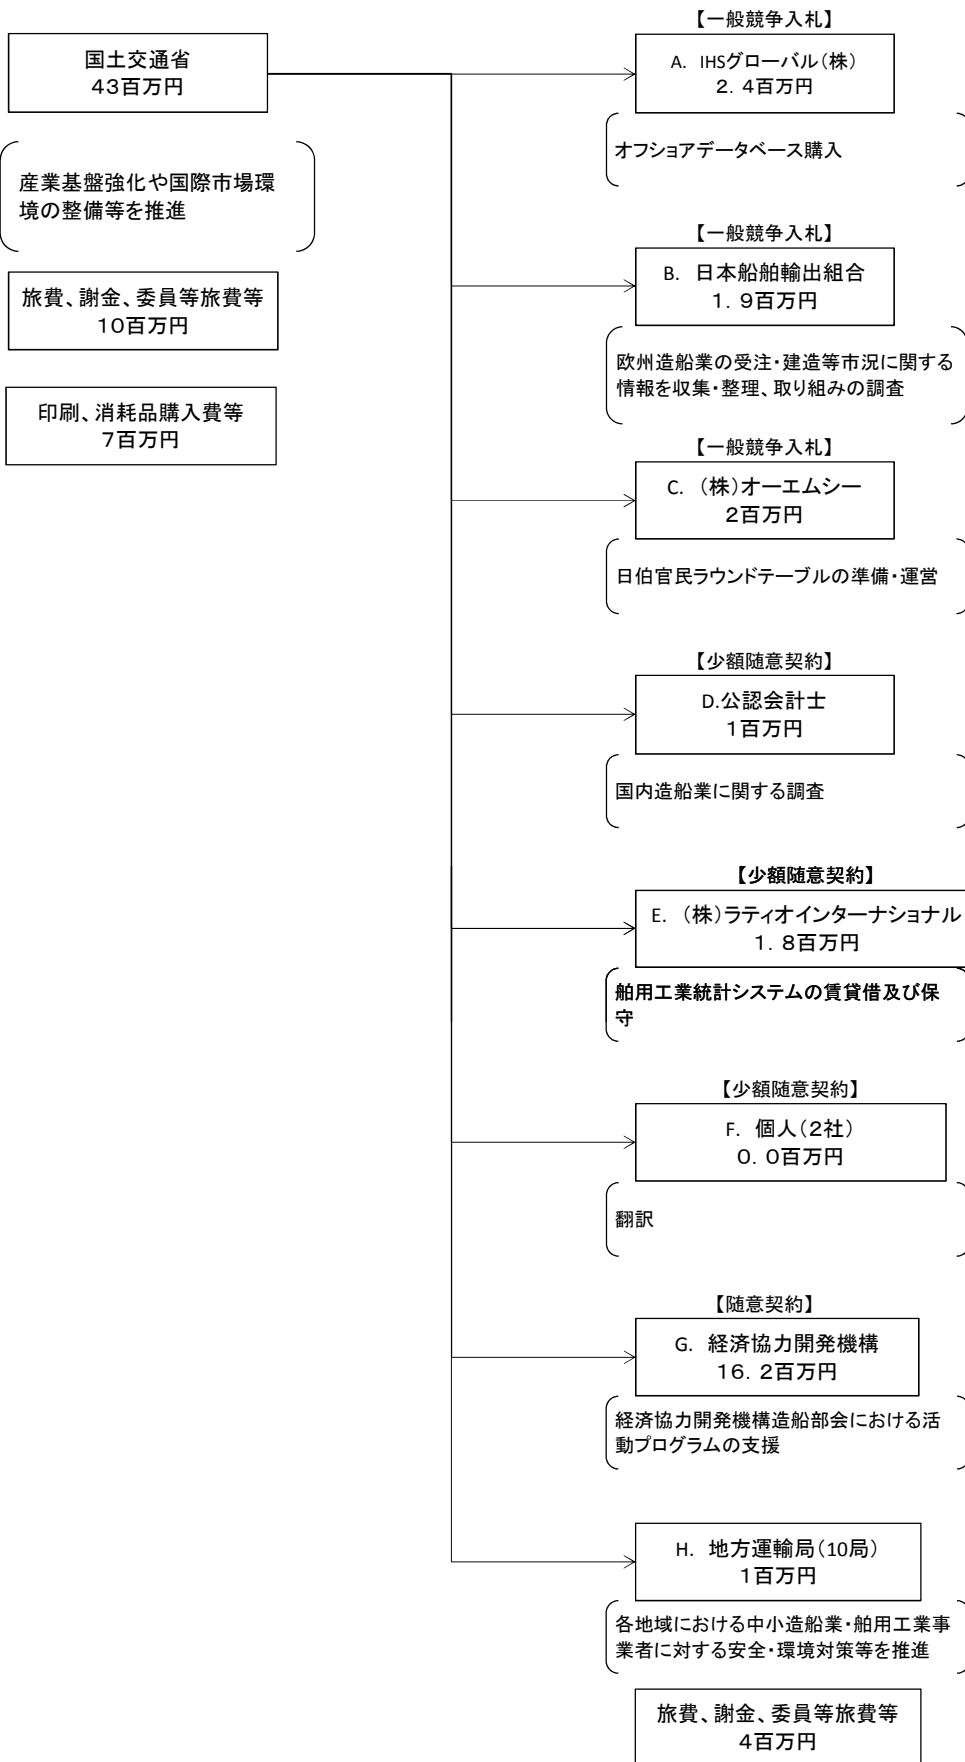 国土交通省
43百万円
産業基盤強化や国際市場環
境の整備等を推進
旅費、謝金、委員等旅費等
10百万円
印刷、消耗品購入費等
7百万円
【一般競争入札】
A. IHSグローバル(株)
2.4百万円
オフショアデータベース購入
【一般競争入札】
B. 日本船舶輸出組合
1.9百万円
欧州造船業の受注・建造等市況に関する
情報を収集・整理、取り組みの調査
【一般競争入札】
C. (株)オーエムシー
2百万円
日伯官民ラウンドテーブルの準備・運営
【少額随意契約】
D.公認会計士
1百万円
国内造船業に関する調査
【少額随意契約】
E. (株)ラティオインターナショナル
1.8百万円
舶用工業統計システムの賃貸借及び保
守
【少額随意契約】
F. 個人(2社)
0.0百万円
翻訳
【随意契約】
G. 経済協力開発機構
16.2百万円
経済協力開発機構造船部会における活
動プログラムの支援
H. 地方運輸局(10局)
1百万円
各地域における中小造船業・舶用工業事
業者に対する安全・環境対策等を推進
旅費、謝金、委員等旅費等
4百万円